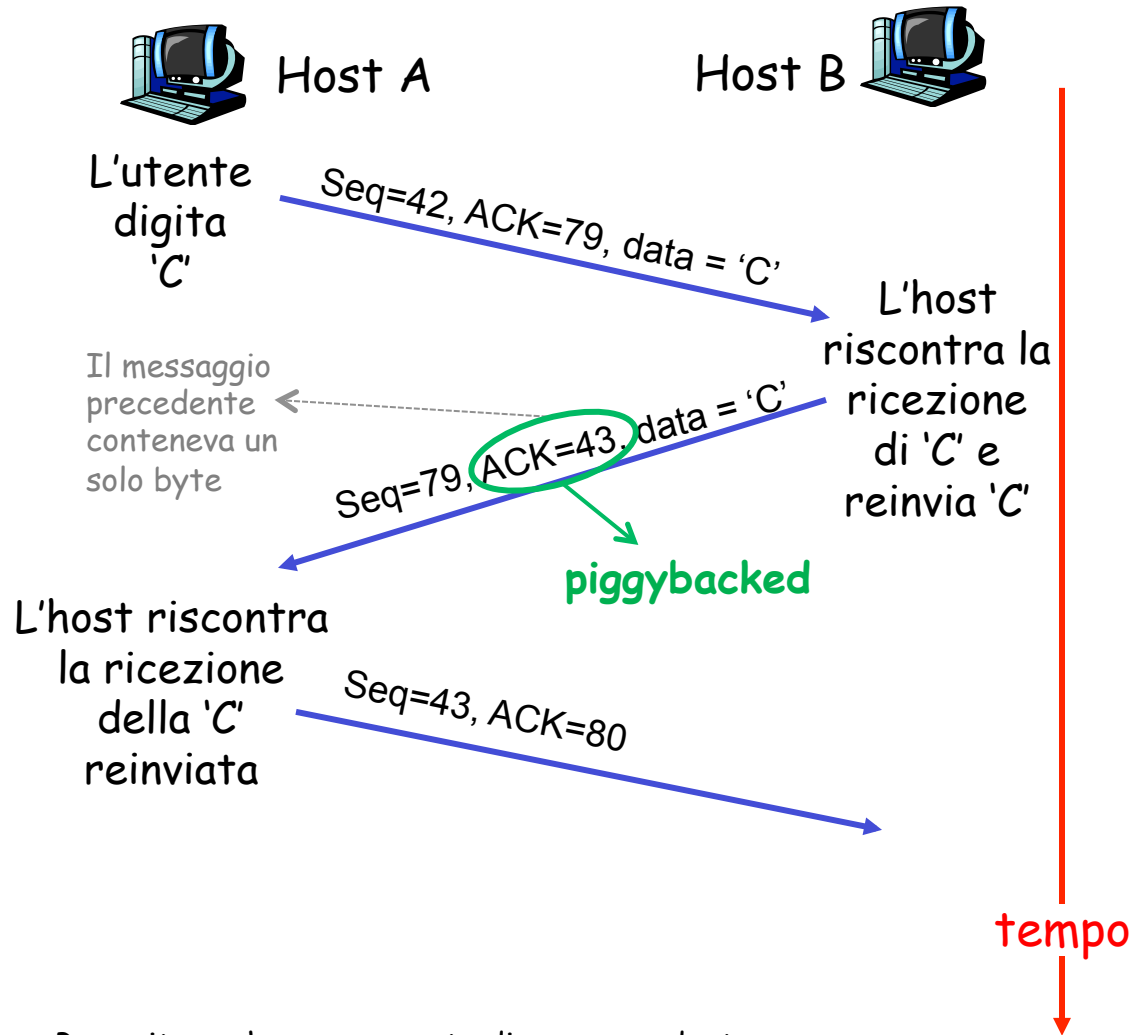 Host A
Host B
L'utente
digita
'C'
Seq=42, ACK=79, data = 'C'
L'host
riscontra la
ricezione
di 'C' e
reinvia 'C'
Il messaggio
precedente
conteneva un
solo byte
Seq=79, ACK=43, data = 'C'
piggybacked
L'host riscontra
la ricezione
della 'C'
reinviata
Seq=43, ACK=80
tempo